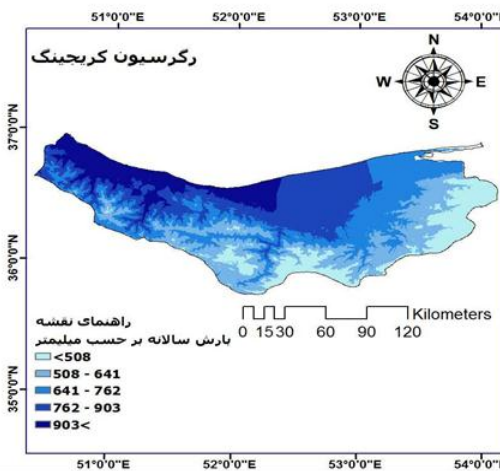 51°0'0"E 52°0'0"E 53°0'0"E 54°0'0"E
رگرسیون کریجینگ
N
W E
S
37°0'0"N
36°0'0"N
35°0'0"N
Kilometers
0 15 30 60 90 120
راهنمای نقشه
بارش سالانه بر حسب میلیمتر
<508
508 - 641
641 - 762
762 - 903
903<
51°0'0"E 52°0'0"E 53°0'0"E 54°0'0"E